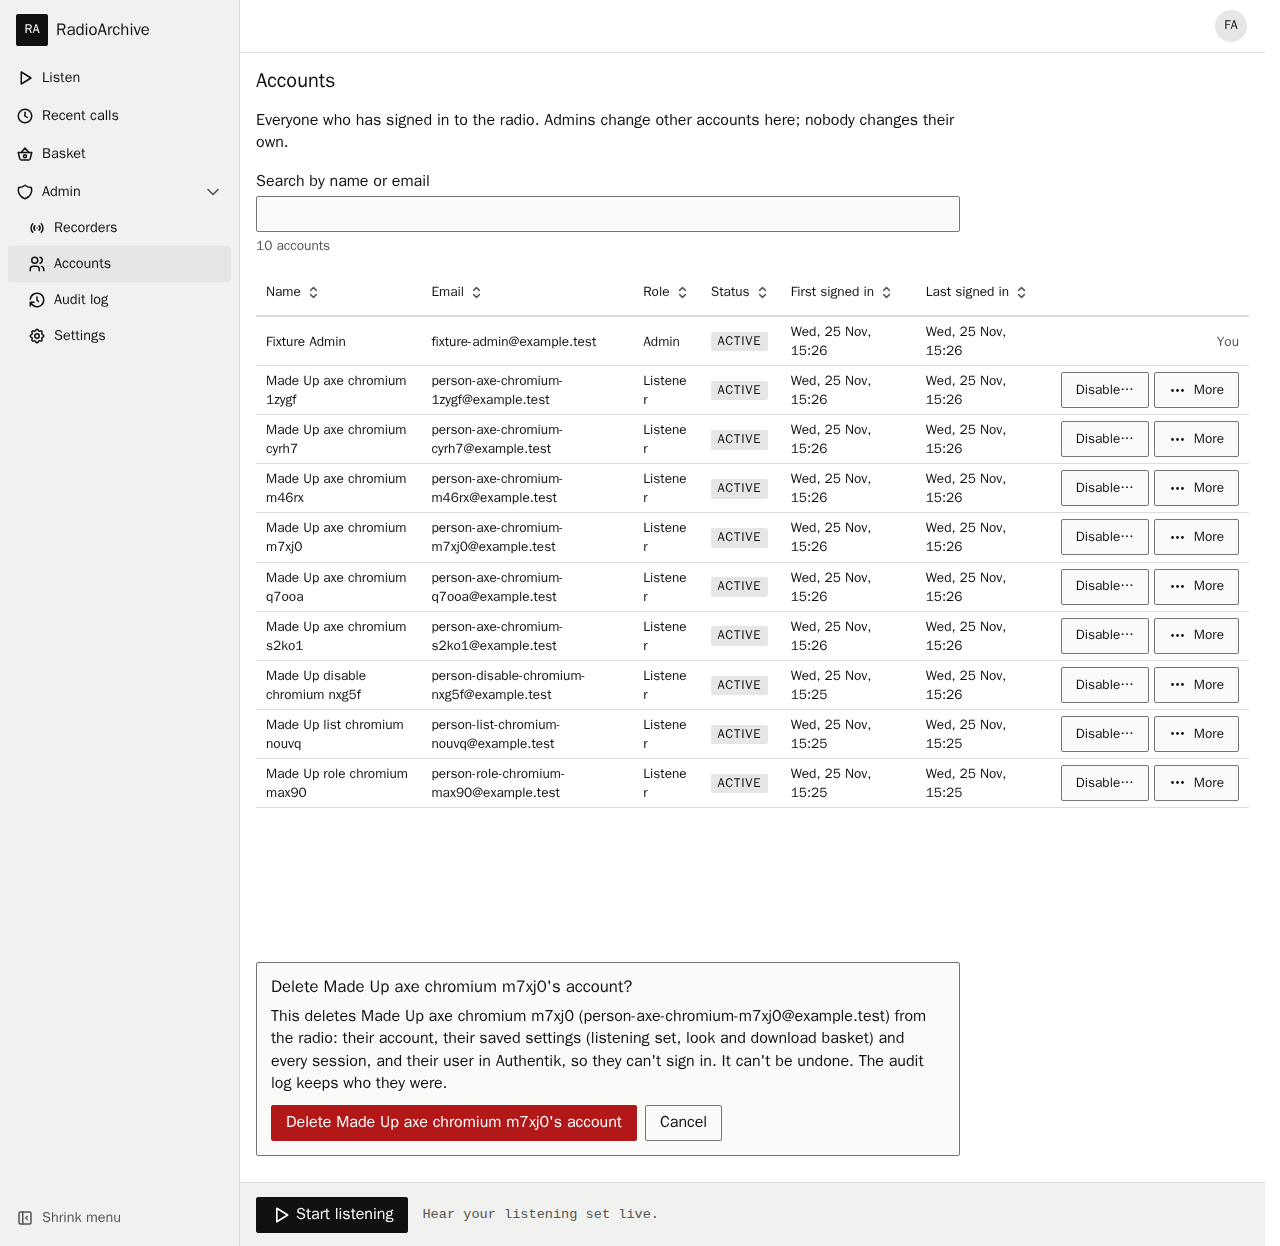 RA RadioArchive
FA
Listen
Recent calls
Basket
Admin
Recorders
Accounts
Audit log
Settings
Shrink menu
Accounts
Everyone who has signed in to the radio. Admins change other accounts here; nobody changes their
own.
Search by name or email
10 accounts
Name Email Role Status First signed in Last signed in
Fixture Admin fixture-admin@example.test Admin ACTIVE Wed, 25 Nov, Wed, 25 Nov, You
15:26 15:26
Made Up axe chromium person-axe-chromium- Listene ACTIVE Wed, 25 Nov, Wed, 25 Nov, Disable… More
1zygf 1zygf@example.test r 15:26 15:26
Made Up axe chromium person-axe-chromium- Listene ACTIVE Wed, 25 Nov, Wed, 25 Nov, Disable… More
cyrh7 cyrh7@example.test r 15:26 15:26
Made Up axe chromium person-axe-chromium- Listene ACTIVE Wed, 25 Nov, Wed, 25 Nov, Disable… More
m46rx m46rx@example.test r 15:26 15:26
Made Up axe chromium person-axe-chromium- Listene ACTIVE Wed, 25 Nov, Wed, 25 Nov, Disable… More
m7xj0 m7xj0@example.test r 15:26 15:26
Made Up axe chromium person-axe-chromium- Listene ACTIVE Wed, 25 Nov, Wed, 25 Nov, Disable… More
q7ooa q7ooa@example.test r 15:26 15:26
Made Up axe chromium person-axe-chromium- Listene ACTIVE Wed, 25 Nov, Wed, 25 Nov, Disable… More
s2ko1 s2ko1@example.test r 15:26 15:26
Made Up disable person-disable-chromium- Listene ACTIVE Wed, 25 Nov, Wed, 25 Nov, Disable… More
chromium nxg5f nxg5f@example.test r 15:25 15:26
Made Up list chromium person-list-chromium- Listene ACTIVE Wed, 25 Nov, Wed, 25 Nov, Disable… More
nouvq nouvq@example.test r 15:25 15:25
Made Up role chromium person-role-chromium- Listene ACTIVE Wed, 25 Nov, Wed, 25 Nov, Disable… More
max90 max90@example.test r 15:25 15:25
Delete Made Up axe chromium m7xj0's account?
This deletes Made Up axe chromium m7xj0 (person-axe-chromium-m7xj0@example.test) from
the radio: their account, their saved settings (listening set, look and download basket) and
every session, and their user in Authentik, so they can't sign in. It can't be undone. The audit
log keeps who they were.
Delete Made Up axe chromium m7xj0's account Cancel
Start listening Hear your listening set live.